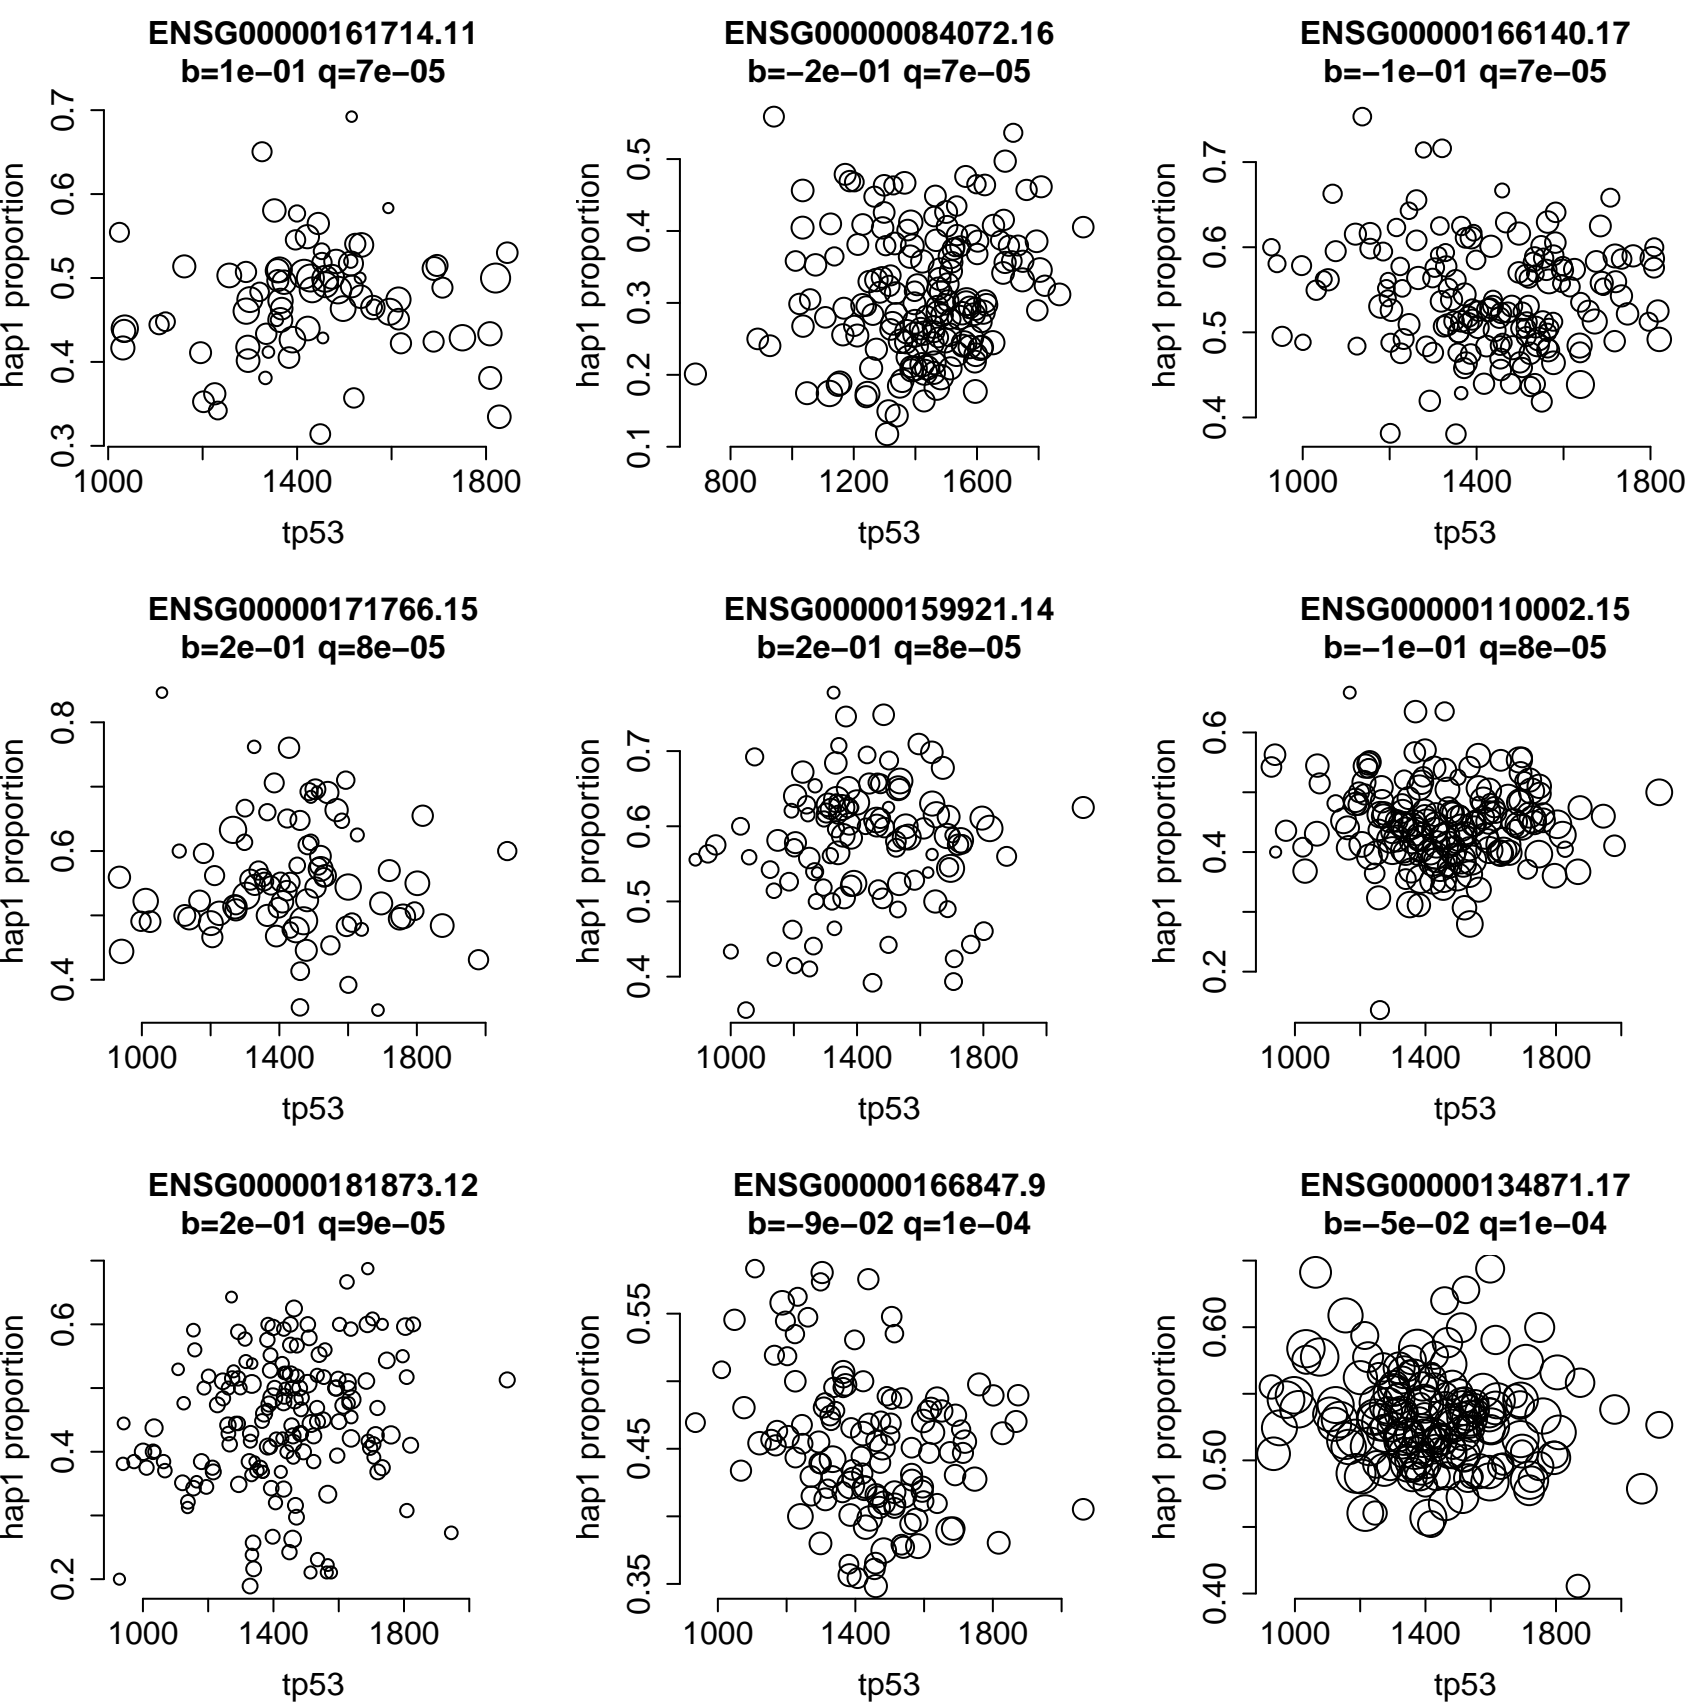 ENSG00000161714.11
b=1e−01 q=7e−05
hap1 proportion
0.7
0.6
0.5
0.4
0.3
1000 1400 1800
tp53
ENSG00000084072.16
b=−2e−01 q=7e−05
hap1 proportion
0.5
0.4
0.3
0.2
0.1
800 1200 1600
tp53
ENSG00000166140.17
b=−1e−01 q=7e−05
hap1 proportion
0.7
0.6
0.5
0.4
1000 1400 1800
tp53
ENSG00000171766.15
b=2e−01 q=8e−05
hap1 proportion
0.8
0.6
0.4
1000 1400 1800
tp53
ENSG00000159921.14
b=2e−01 q=8e−05
hap1 proportion
0.7
0.6
0.5
0.4
1000 1400 1800
tp53
ENSG00000110002.15
b=−1e−01 q=8e−05
hap1 proportion
0.6
0.4
0.2
1000 1400 1800
tp53
ENSG00000181873.12
b=2e−01 q=9e−05
hap1 proportion
0.6
0.4
0.2
1000 1400 1800
tp53
ENSG00000166847.9
b=−9e−02 q=1e−04
hap1 proportion
0.55
0.45
0.35
1000 1400 1800
tp53
ENSG00000134871.17
b=−5e−02 q=1e−04
hap1 proportion
0.60
0.50
0.40
1000 1400 1800
tp53